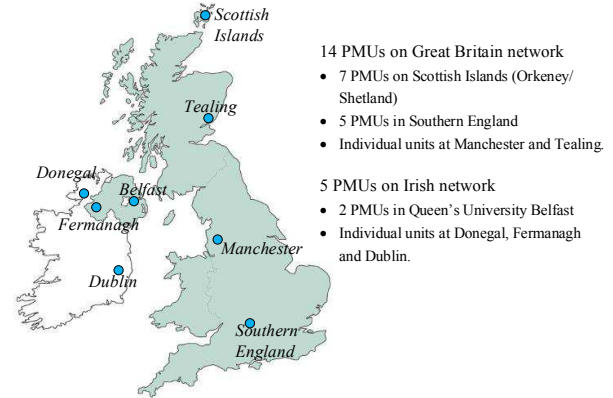 Scottish
Islands
Tealing
Donegal
Belfast
Fermanagh
Manchester
Dublin
Southern
England
14 PMUs on Great Britain network
• 7 PMUs on Scottish Islands (Orkeney/
Shetland)
• 5 PMUs in Southern England
• Individual units at Manchester and Tealing.
5 PMUs on Irish network
• 2 PMUs in Queen's University Belfast
• Individual units at Donegal, Fermanagh
and Dublin.